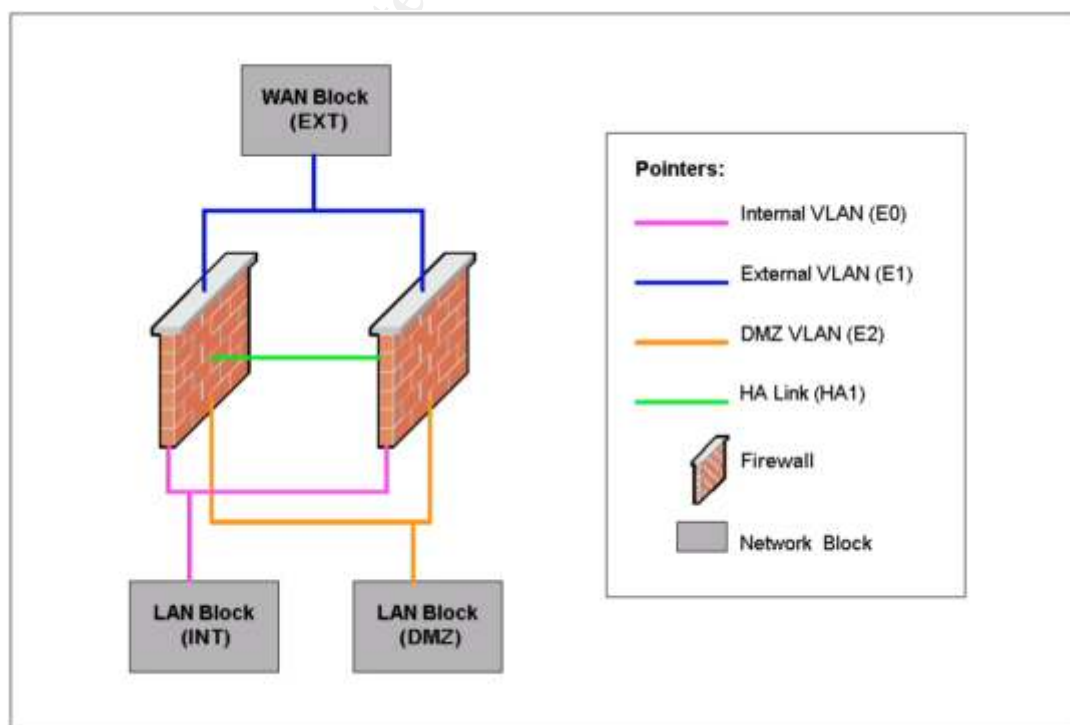 WAN Block
(EXT)
Pointers:
Internal VLAN (E0)
External VLAN (E1)
DMZ VLAN (E2)
HA Link (HA1)
Firewall
Network Block
LAN Block
(INT)
LAN Block
(DMZ)